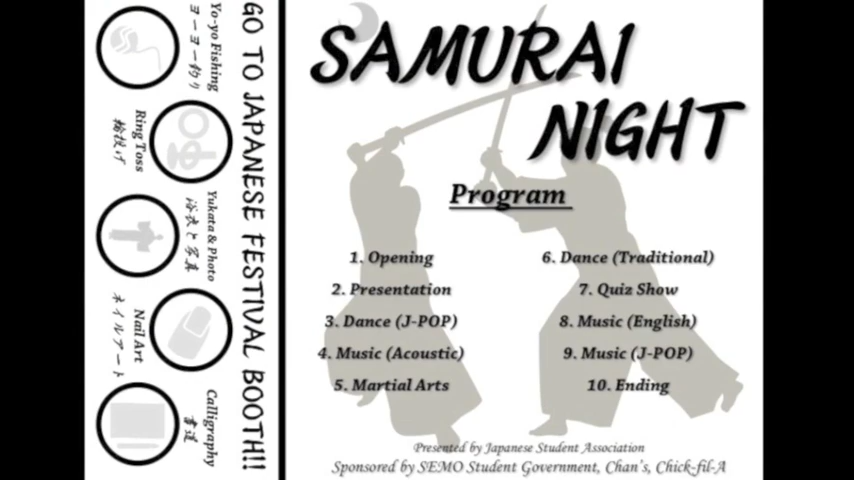 GO TO JAPANESE FESTIVAL BOOTH!!
Yo-yo Fishing
ヨーヨー釣り
Ring Toss
輪投げ
Yukata & Photo
浴衣と写真
Nail Art
ネイルアート
Calligraphy
書道
SAMURAI
NIGHT
Program
1. Opening
2. Presentation
3. Dance (J-POP)
4. Music (Acoustic)
5. Martial Arts
6. Dance (Traditional)
7. Quiz Show
8. Music (English)
9. Music (J-POP)
10. Ending
Presented by Japanese Student Association
Sponsored by SEMO Student Government, Chan's, Chick-fil-A